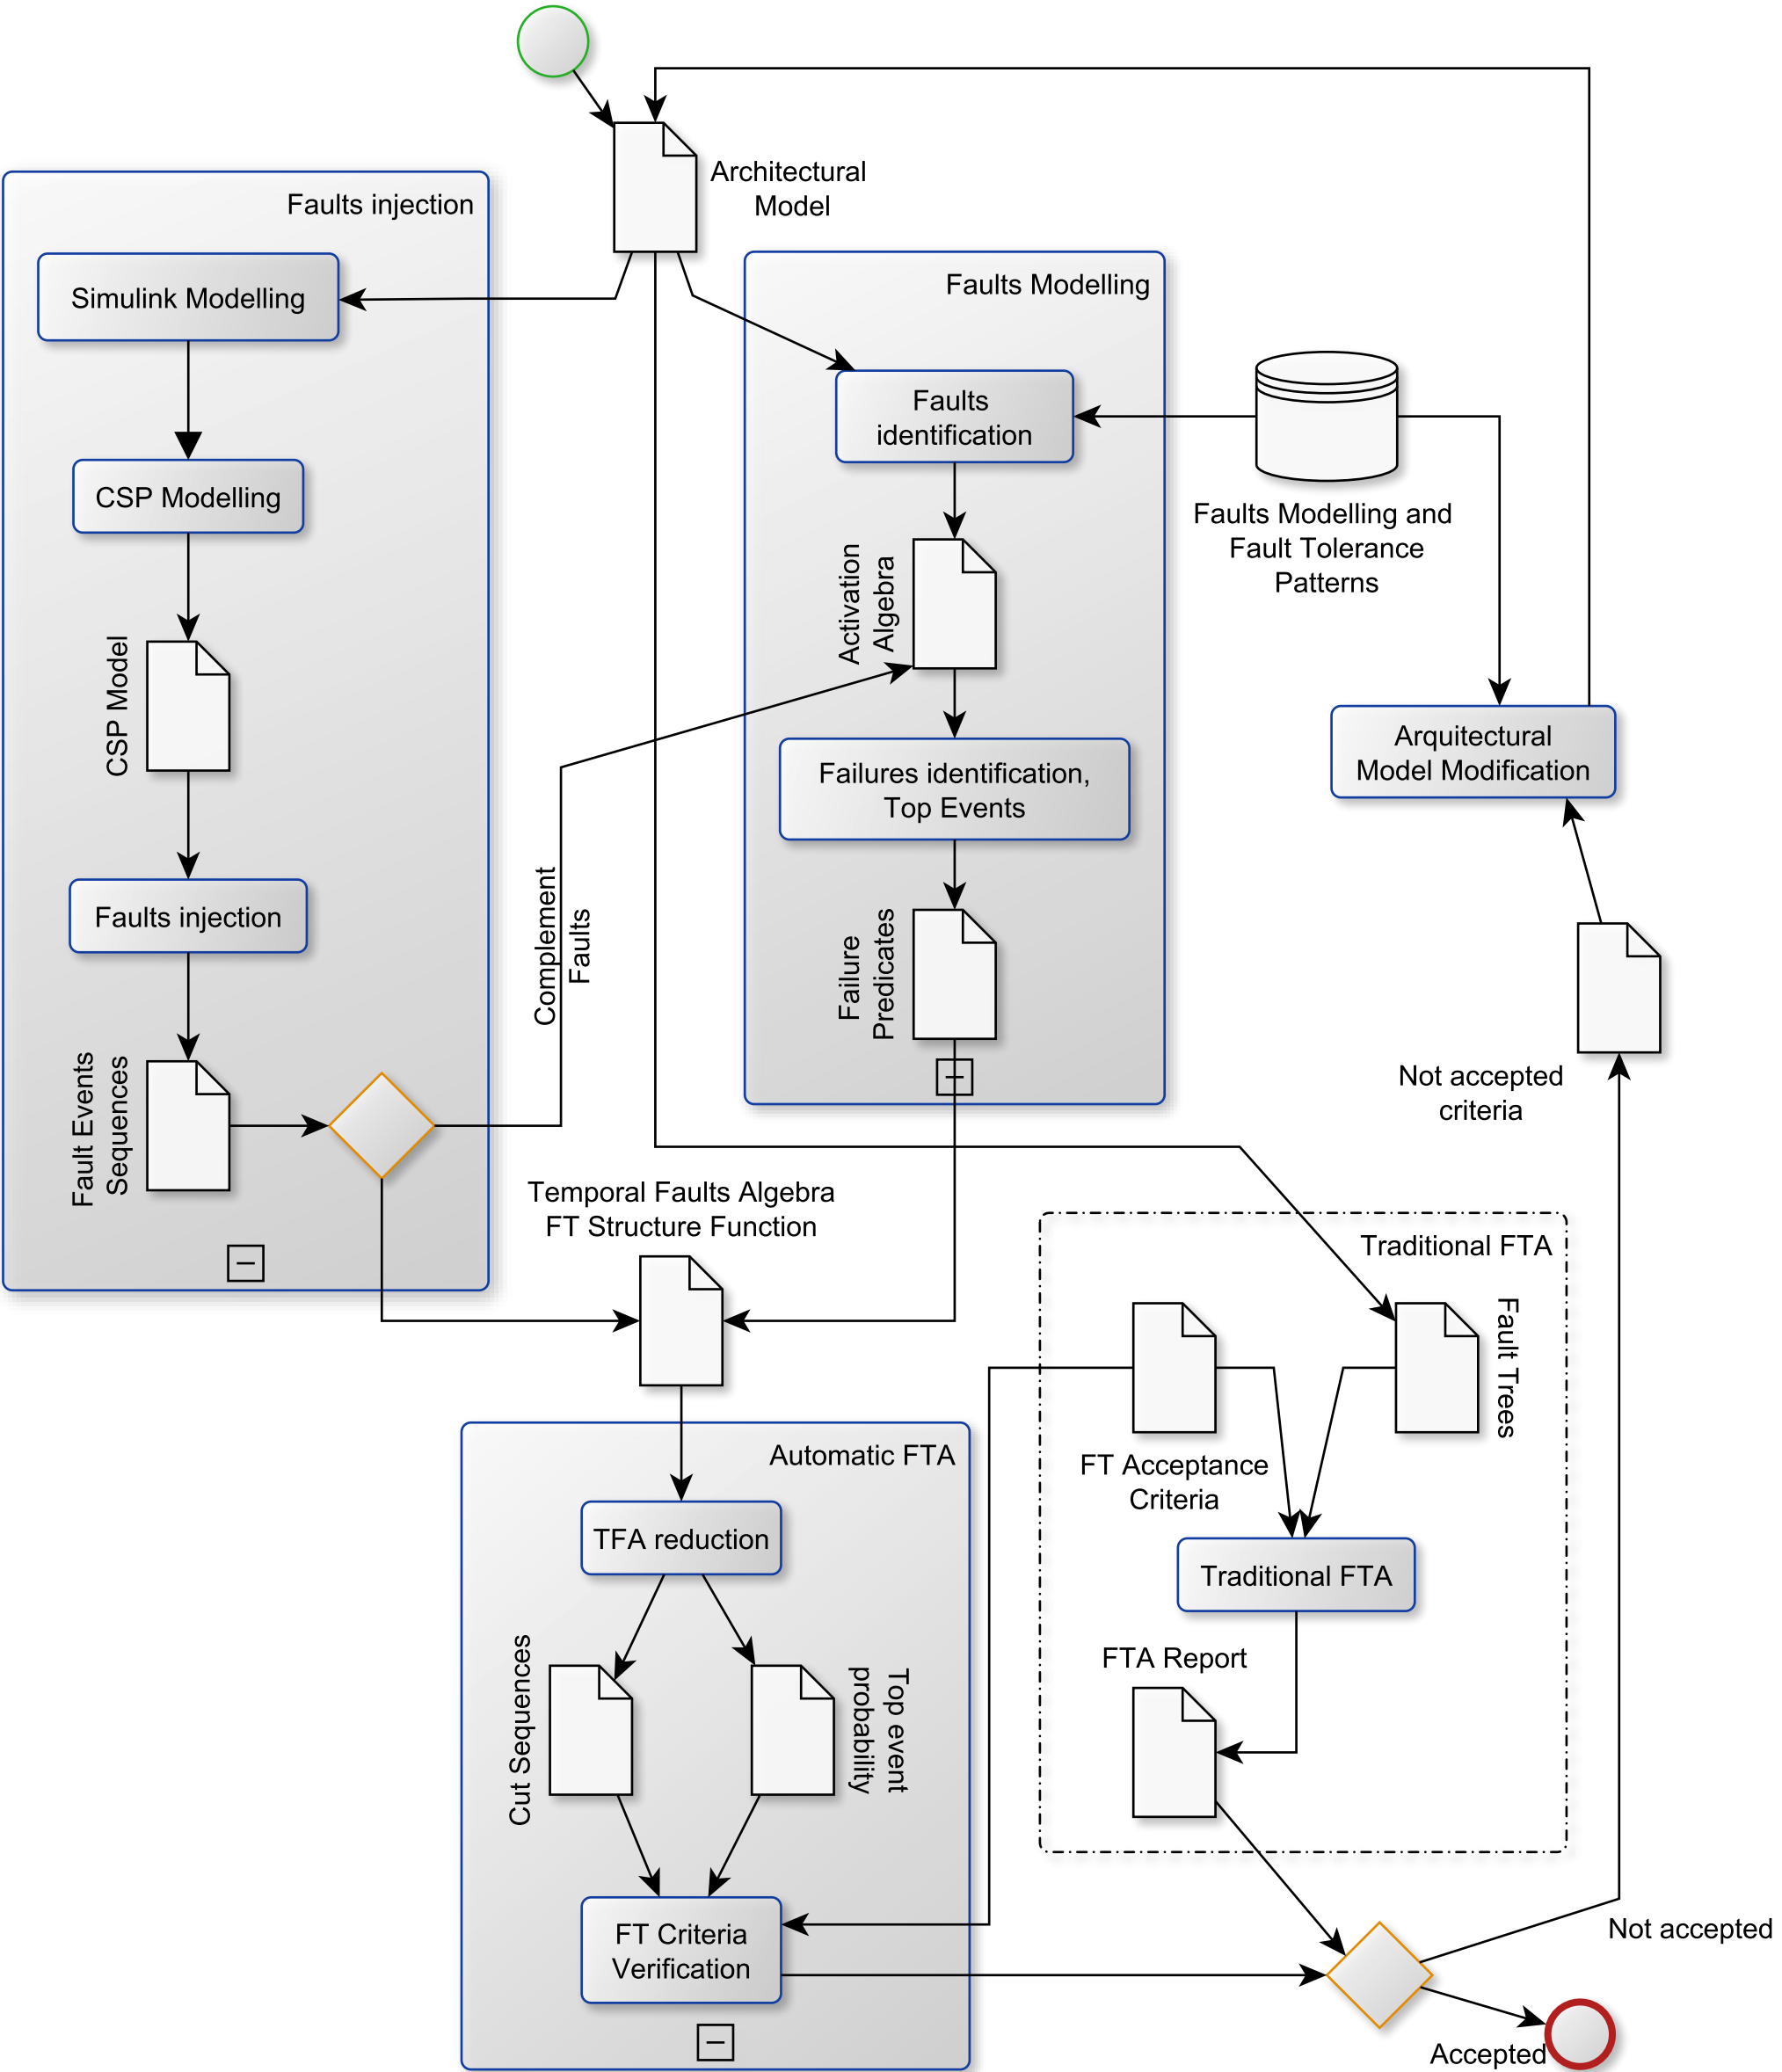 Architectural
Model
Faults injection
Simulink Modelling
CSP Modelling
CSP Model
Faults injection
Fault Events
Sequences
Complement
Faults
Faults Modelling
Faults
identification
Activation
Algebra
Failures identification,
Top Events
Failure
Predicates
Faults Modelling and
Fault Tolerance
Patterns
Arquitectural
Model Modification
Not accepted
criteria
Temporal Faults Algebra
FT Structure Function
Traditional FTA
Fault Trees
FT Acceptance
Criteria
Traditional FTA
FTA Report
Automatic FTA
TFA reduction
Cut Sequences
Top event
probability
FT Criteria
Verification
Not accepted
Accepted